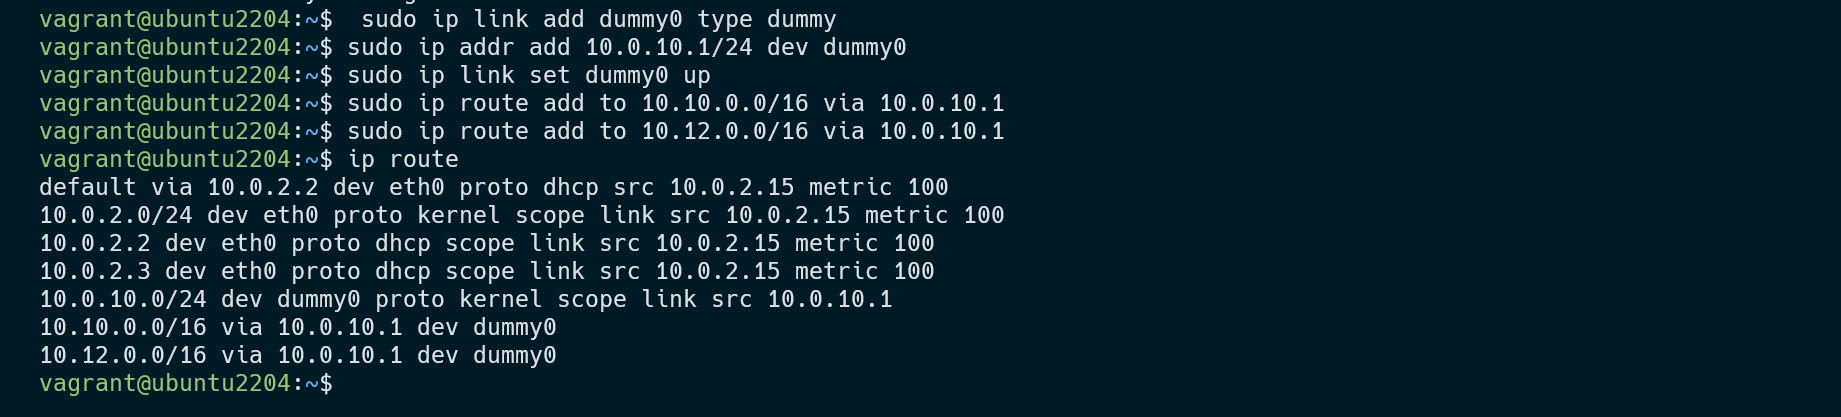 vagrant@ubuntu2204:~$  sudo ip link add dummy0 type dummy
vagrant@ubuntu2204:~$ sudo ip addr add 10.0.10.1/24 dev dummy0
vagrant@ubuntu2204:~$ sudo ip link set dummy0 up
vagrant@ubuntu2204:~$ sudo ip route add to 10.10.0.0/16 via 10.0.10.1
vagrant@ubuntu2204:~$ sudo ip route add to 10.12.0.0/16 via 10.0.10.1
vagrant@ubuntu2204:~$ ip route
default via 10.0.2.2 dev eth0 proto dhcp src 10.0.2.15 metric 100
10.0.2.0/24 dev eth0 proto kernel scope link src 10.0.2.15 metric 100
10.0.2.2 dev eth0 proto dhcp scope link src 10.0.2.15 metric 100
10.0.2.3 dev eth0 proto dhcp scope link src 10.0.2.15 metric 100
10.0.10.0/24 dev dummy0 proto kernel scope link src 10.0.10.1
10.10.0.0/16 via 10.0.10.1 dev dummy0
10.12.0.0/16 via 10.0.10.1 dev dummy0
vagrant@ubuntu2204:~$